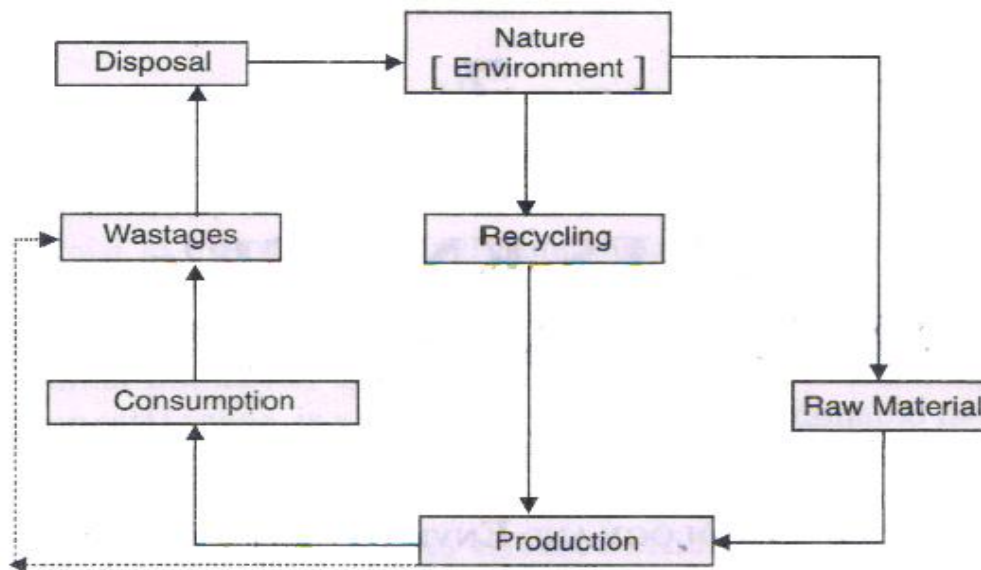 Nature
[ Environment ]
Disposal
Wastages
Recycling
Consumption
Raw Material
Production